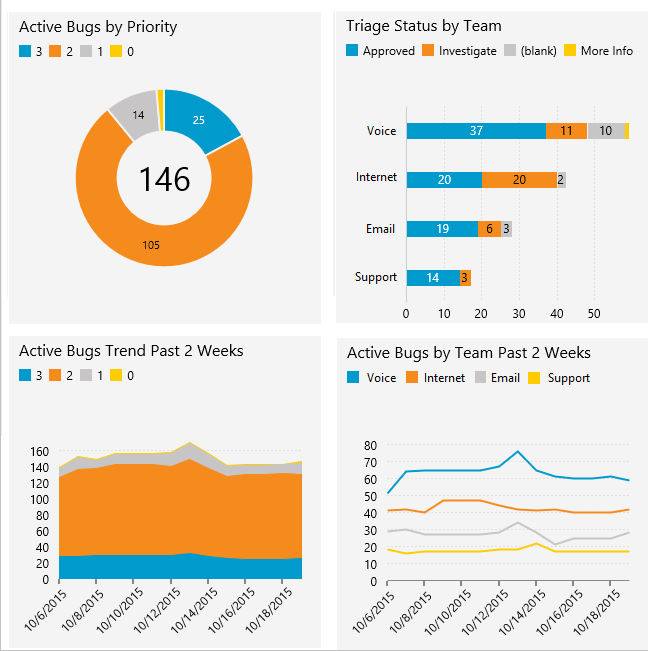 Active Bugs by Priority
3 2 1 0
25
14
146
105
Triage Status by Team
Approved Investigate (blank) More Info
Voice 37 11 10
Internet 20 20 2
Email 19 6 3
Support 14 3
0 10 20 30 40 50
Active Bugs Trend Past 2 Weeks
3 2 1 0
160
140
120
100
80
60
40
20
0
10/6/2015 10/8/2015 10/10/2015 10/12/2015 10/14/2015 10/16/2015 10/18/2015
Active Bugs by Team Past 2 Weeks
Voice Internet Email Support
80
70
60
50
40
30
20
10
0
10/6/2015 10/8/2015 10/10/2015 10/12/2015 10/14/2015 10/16/2015 10/18/2015